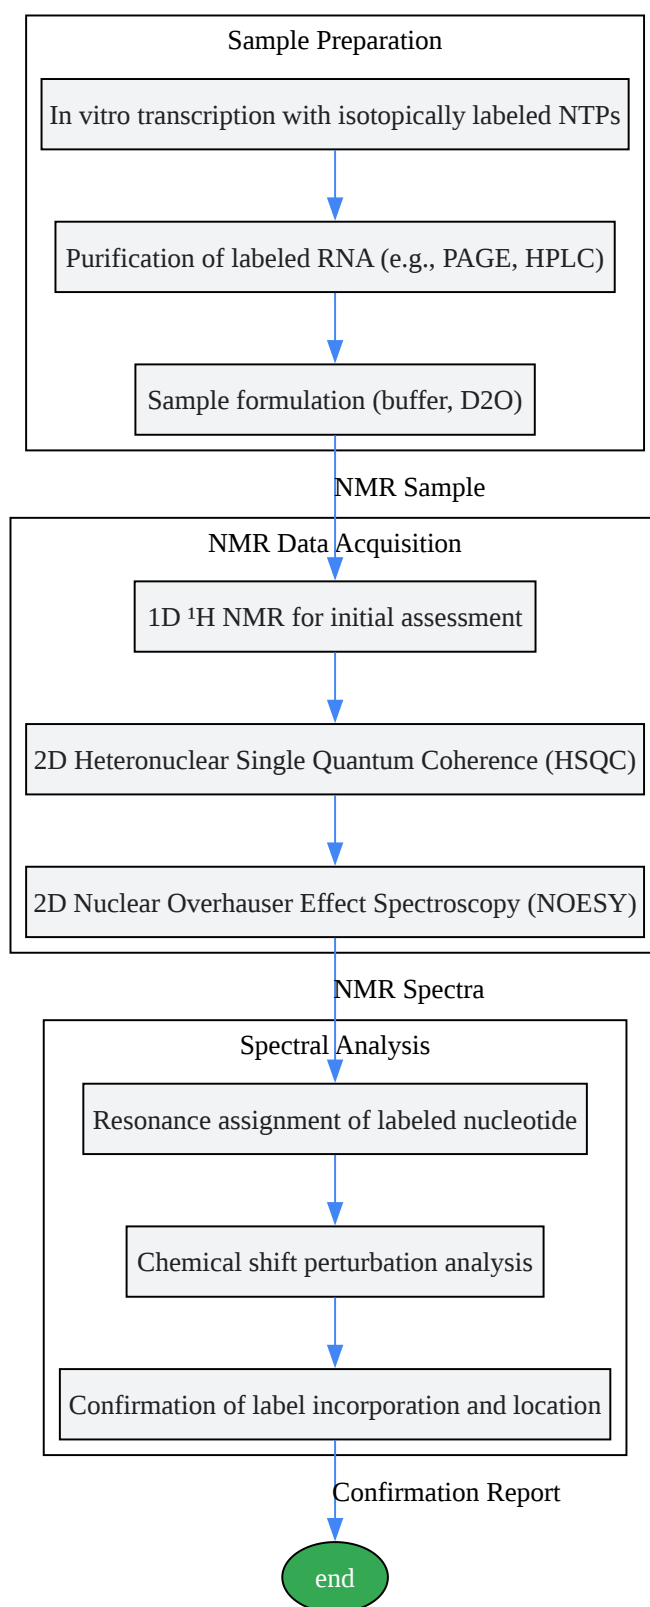 Sample Preparation
In vitro transcription with isotopically labeled NTPs
Purification of labeled RNA (e.g., PAGE, HPLC)
Sample formulation (buffer, D2O)
NMR Sample
NMR Data Acquisition
1D ¹H NMR for initial assessment
2D Heteronuclear Single Quantum Coherence (HSQC)
2D Nuclear Overhauser Effect Spectroscopy (NOESY)
NMR Spectra
Spectral Analysis
Resonance assignment of labeled nucleotide
Chemical shift perturbation analysis
Confirmation of label incorporation and location
Confirmation Report
end